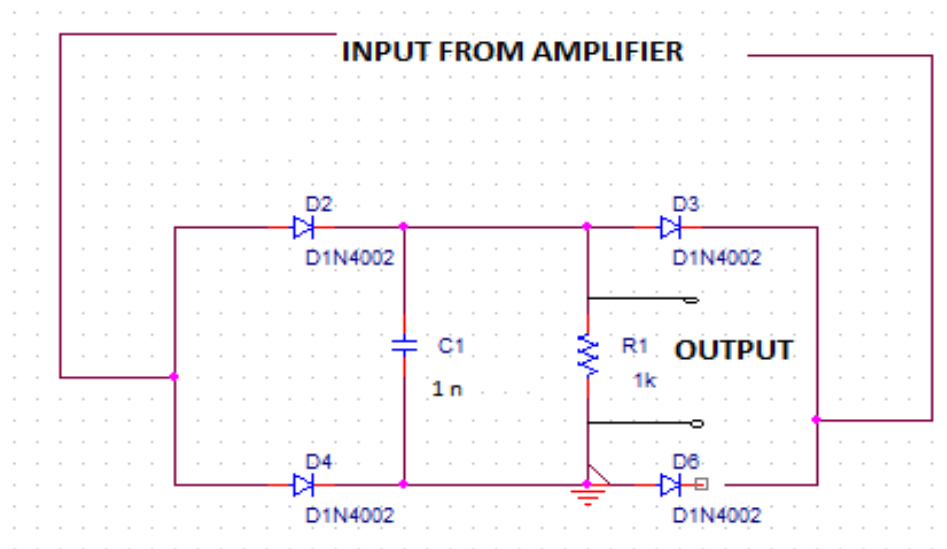 INPUT FROM AMPLIFIER
D2
D1N4002
D3
D1N4002
C1
1 n
R1
1k
OUTPUT
D4
D1N4002
D6
D1N4002